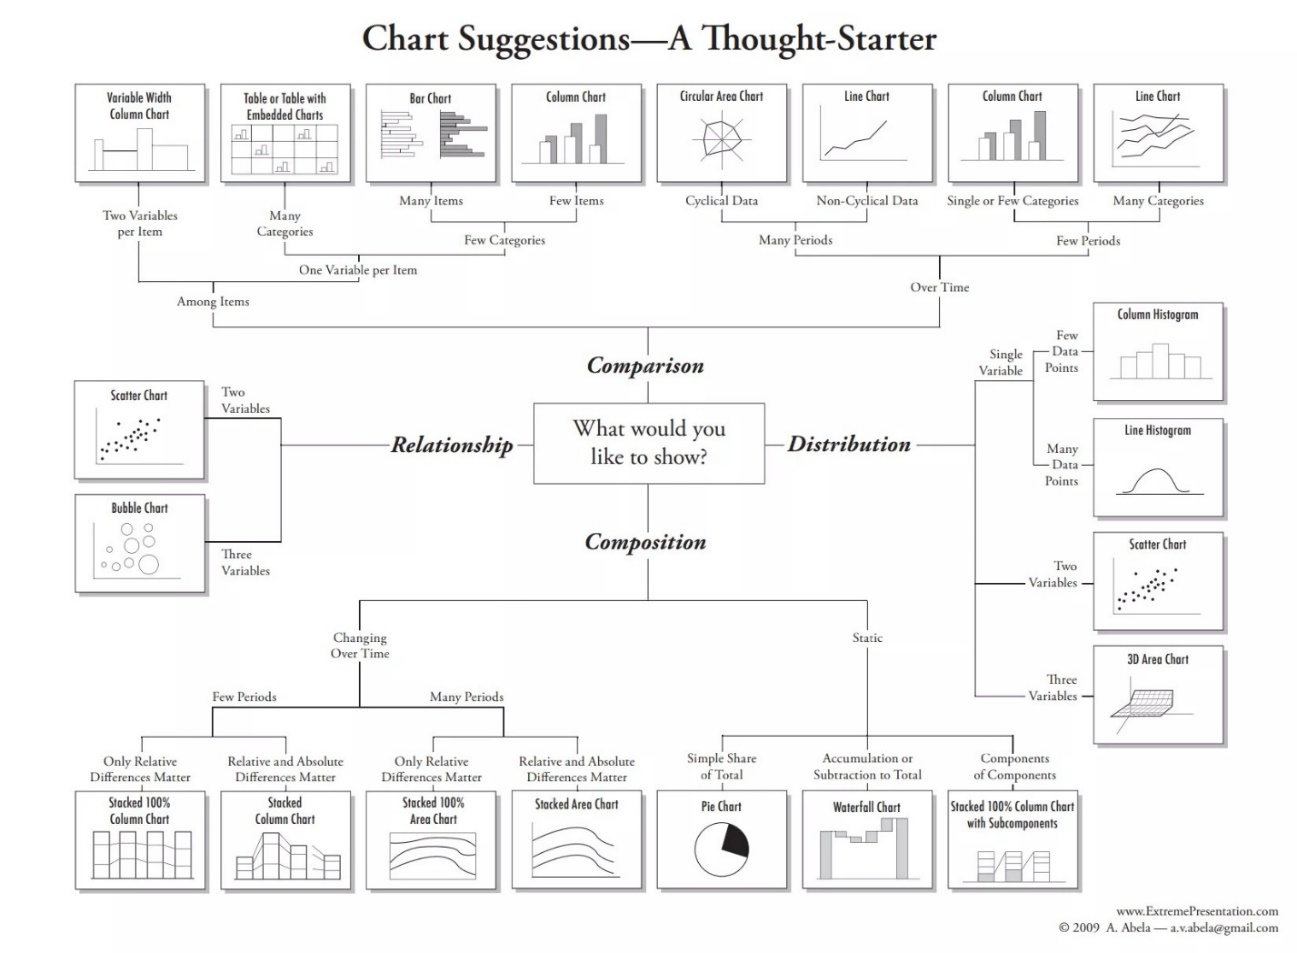 Chart Suggestions—A Thought-Starter
Variable Width
Column Chart
Table or Table with
Embedded Charts
Bar Chart
Column Chart
Circular Area Chart
Line Chart
Column Chart
Line Chart
Two Variables
per Item
Many
Categories
Many Items
Few Items
Cyclical Data
Non-Cyclical Data
Single or Few Categories
Many Categories
Few Categories
Many Periods
Few Periods
One Variable per Item
Among Items
Over Time
Comparison
What would you
like to show?
Relationship
Two
Variables
Scatter Chart
Three
Variables
Bubble Chart
Distribution
Single
Variable
Few
Data
Points
Column Histogram
Many
Data
Points
Line Histogram
Two
Variables
Scatter Chart
Three
Variables
3D Area Chart
Composition
Changing
Over Time
Static
Few Periods
Many Periods
Only Relative
Differences Matter
Relative and Absolute
Differences Matter
Only Relative
Differences Matter
Relative and Absolute
Differences Matter
Simple Share
of Total
Accumulation or
Subtraction to Total
Components
of Components
Stacked 100%
Column Chart
Stacked
Column Chart
Stacked 100%
Area Chart
Stacked Area Chart
Pie Chart
Waterfall Chart
Stacked 100% Column Chart
with Subcomponents
www.ExtremePresentation.com
© 2009 A. Abela — a.v.abela@gmail.com